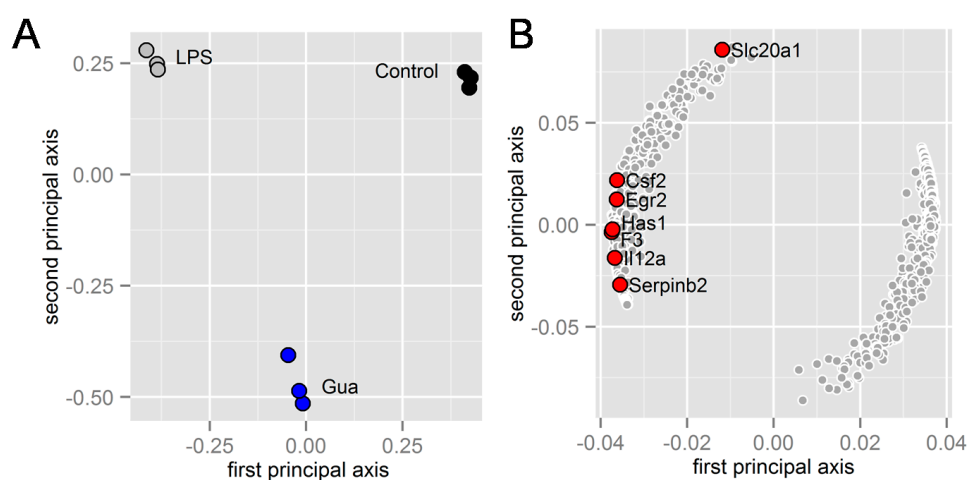 A
LPS
Control
Gua
0.25
0.00
-0.25
-0.50
-0.25
0.00
0.25
second principal axis
first principal axis
B
Slc20a1
Csf2
Egr2
Has1
F3
Il12a
Serpinb2
0.05
0.00
-0.05
-0.04
-0.02
0.00
0.02
0.04
second principal axis
first principal axis